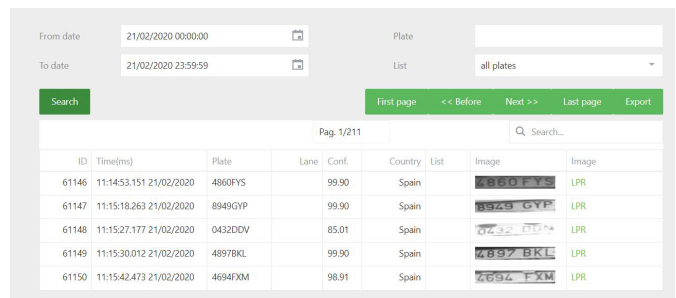 From date 21/02/2020 00:00:00 Plate
To date 21/02/2020 23:59:59 List all plates
Search First page << Before Next >> Last page Export
Pag. 1/211 Search...
ID Time(ms) Plate Lane Conf. Country List Image Image
61146 11:14:53.151 21/02/2020 4860FYS 99.90 Spain 4860 FYS LPR
61147 11:15:18.263 21/02/2020 8949GYP 99.90 Spain 8949 GYP LPR
61148 11:15:27.177 21/02/2020 0432DDV 85.01 Spain 0432 LPR
61149 11:15:30.012 21/02/2020 4897BKL 99.90 Spain 4897 BKL LPR
61150 11:15:42.473 21/02/2020 4694FXM 98.91 Spain 4694 FXM LPR